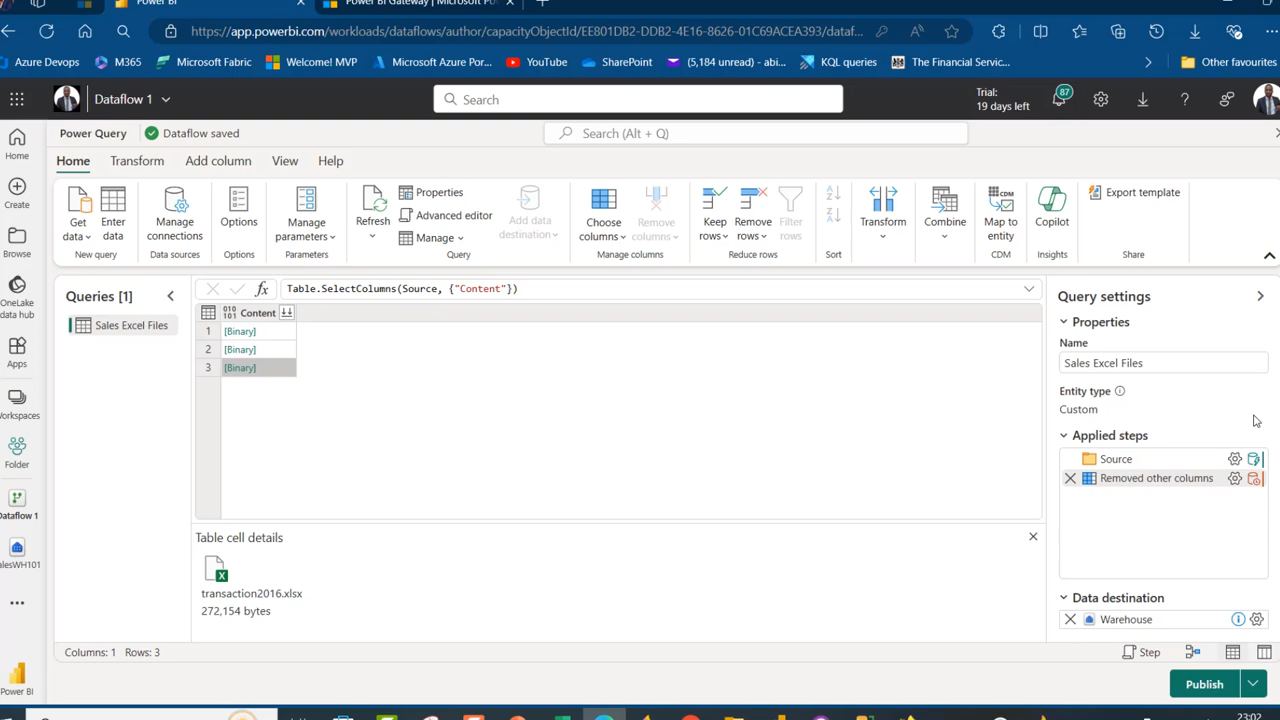 Power BI
Power BI Gateway | Microsoft Po
https://app.powerbi.com/workloads/dataflows/author/capacityObjectId/EE801DB2-DDB2-4E16-8626-01C69ACEA393/dataf...
Azure Devops
M365
Microsoft Fabric
Welcome! MVP
Microsoft Azure Por...
YouTube
SharePoint
(5,184 unread) - abi...
KQL queries
The Financial Servic...
Other favourites
Dataflow 1
Search
Trial:
19 days left
87
Power Query
Dataflow saved
Search (Alt + Q)
Home
Transform
Add column
View
Help
Get
data
Enter
data
New query
Manage
connections
Data sources
Options
Options
Manage
parameters
Parameters
Refresh
Properties
Advanced editor
Manage
Query
Add data
destination
Choose
columns
Remove
columns
Manage columns
Keep
rows
Remove
rows
Filter
rows
Reduce rows
Sort
Transform
Combine
Map to
entity
CDM
Copilot
Insights
Export template
Share
Home
Create
Browse
OneLake
data hub
Apps
Workspaces
Folder
Dataflow 1
SalesWH101
Power BI
Queries [1]
Sales Excel Files
fx
Table.SelectColumns(Source, {"Content"})
010
101
Content
1
[Binary]
2
[Binary]
3
[Binary]
Table cell details
transaction2016.xlsx
272,154 bytes
Columns: 1
Rows: 3
Query settings
Properties
Name
Sales Excel Files
Entity type
Custom
Applied steps
Source
Removed other columns
Data destination
Warehouse
Step
Publish
23:02